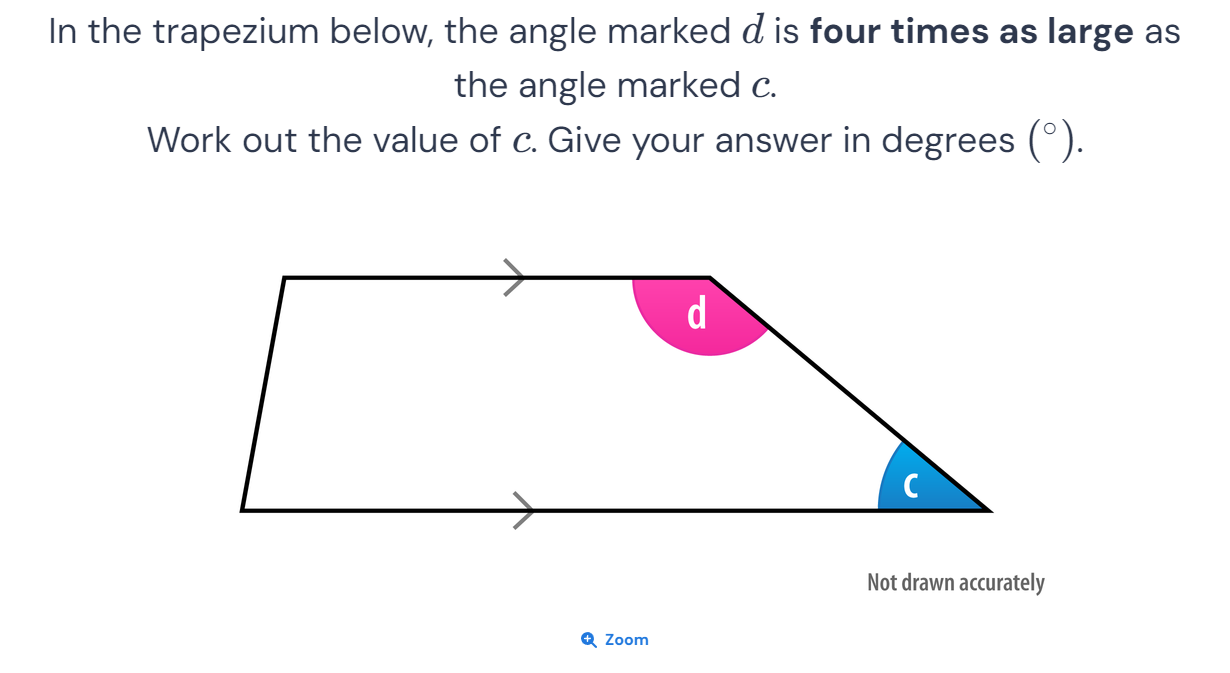 In the trapezium below, the angle marked d is four times as large as
the angle marked c.
Work out the value of c. Give your answer in degrees (°).
d
c
Not drawn accurately
Zoom